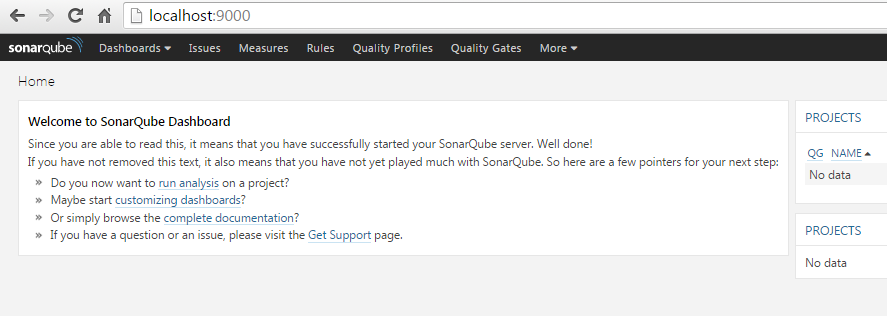 localhost:9000
sonarqube Dashboards Issues Measures Rules Quality Profiles Quality Gates More
Home
Welcome to SonarQube Dashboard
Since you are able to read this, it means that you have successfully started your SonarQube server. Well done!
If you have not removed this text, it also means that you have not yet played much with SonarQube. So here are a few pointers for your next step:
» Do you now want to run analysis on a project?
» Maybe start customizing dashboards?
» Or simply browse the complete documentation?
» If you have a question or an issue, please visit the Get Support page.
PROJECTS
QG NAME
No data
PROJECTS
No data